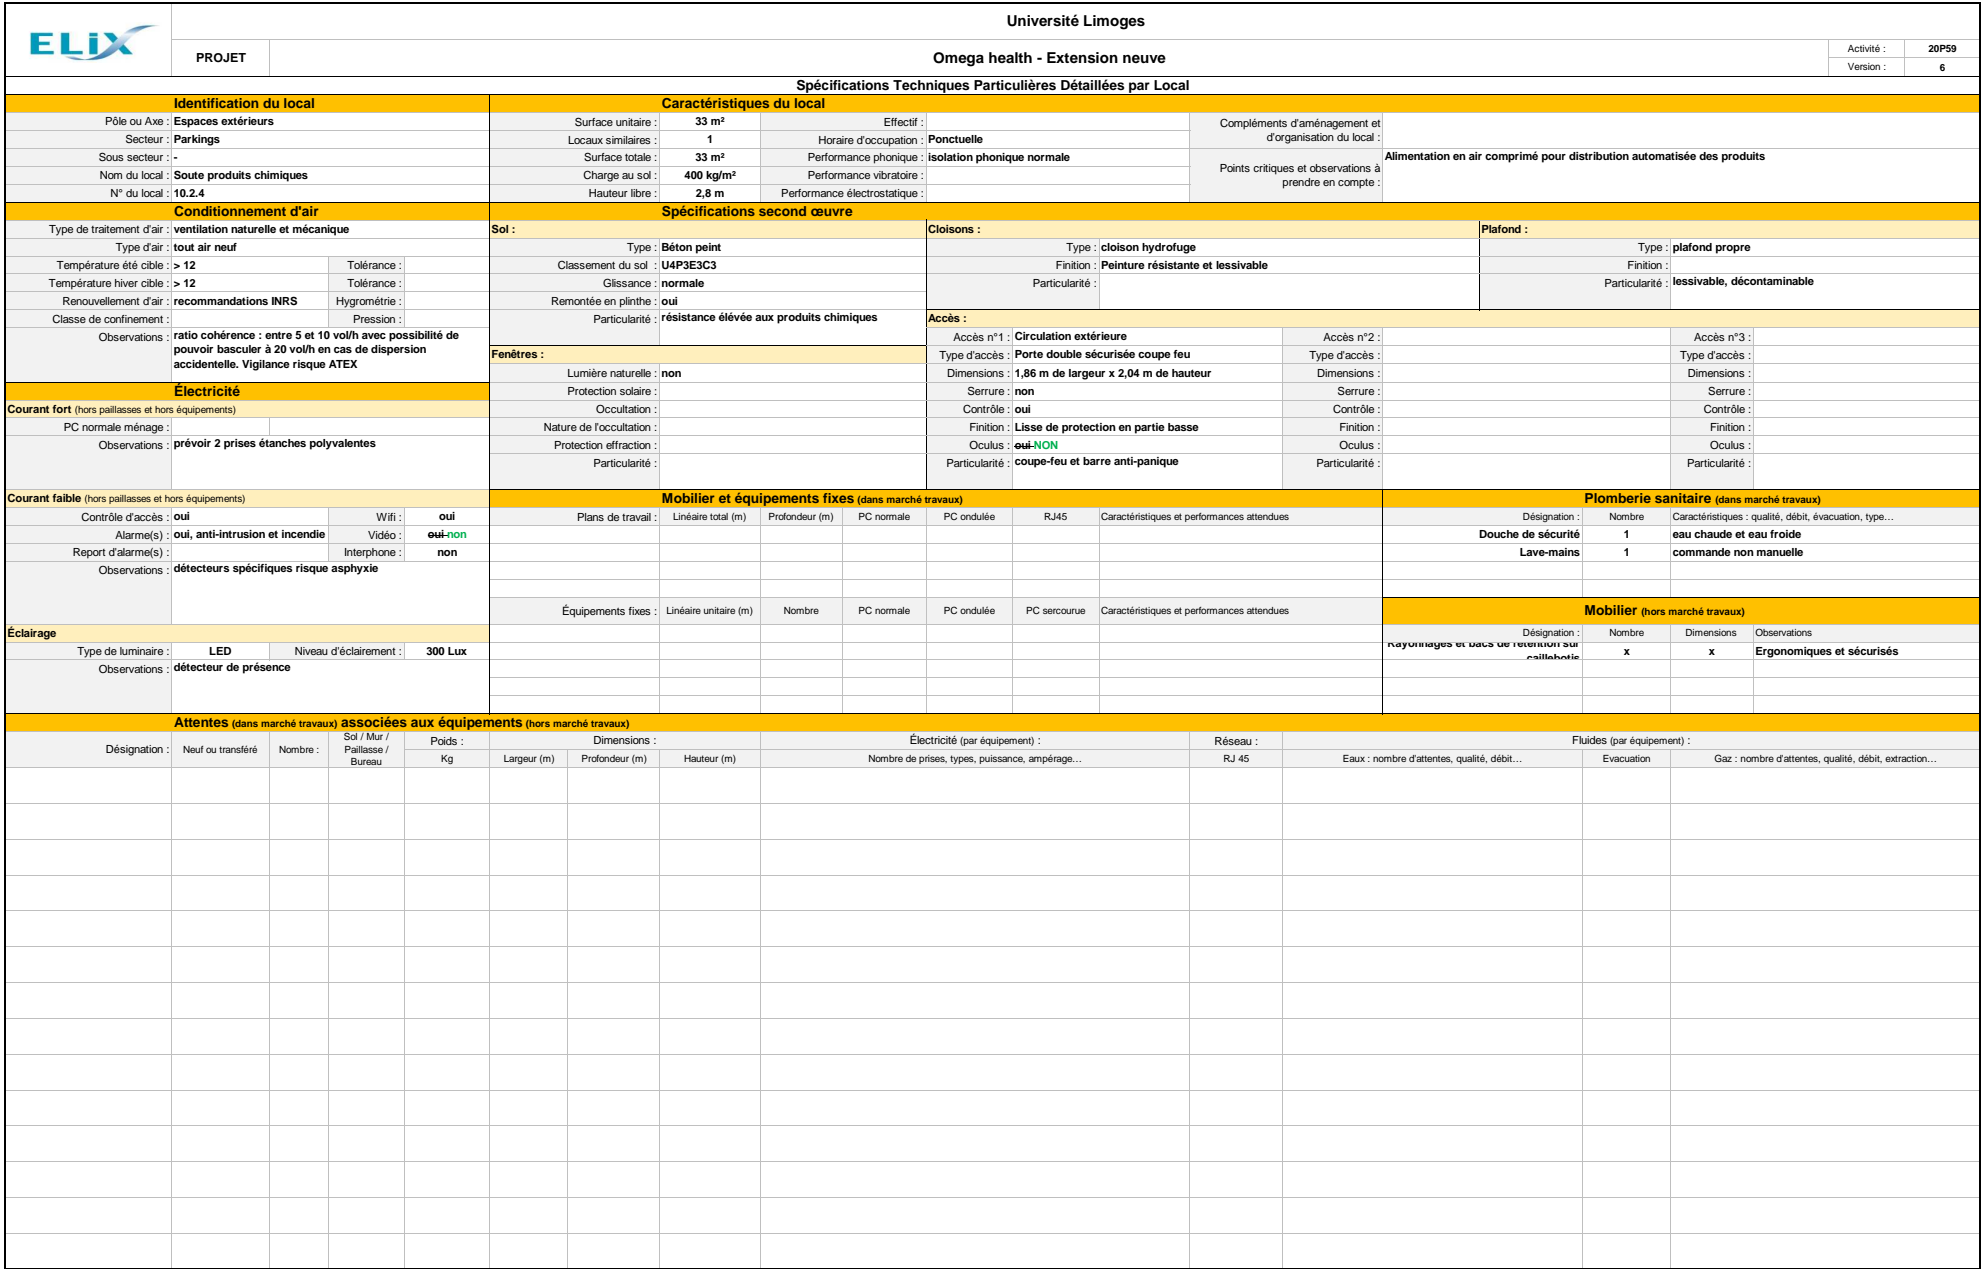 ELiX
Université Limoges
PROJET
Omega health - Extension neuve
Activité : 20P59
Version : 6
Spécifications Techniques Particulières Détaillées par Local
Identification du local
Caractéristiques du local
Pôle ou Axe : Espaces extérieurs
Secteur : Parkings
Sous secteur : -
Nom du local : Soute produits chimiques
N° du local : 10.2.4
Surface unitaire : 33 m²
Locaux similaires : 1
Surface totale : 33 m²
Charge au sol : 400 kg/m²
Hauteur libre : 2,8 m
Effectif :
Horaire d'occupation : Ponctuelle
Performance phonique : isolation phonique normale
Performance vibratoire :
Performance électrostatique :
Compléments d'aménagement et
d'organisation du local :
Points critiques et observations à
prendre en compte :
Alimentation en air comprimé pour distribution automatisée des produits
Conditionnement d'air
Type de traitement d'air : ventilation naturelle et mécanique
Type d'air : tout air neuf
Température été cible : > 12 Tolérance :
Température hiver cible : > 12 Tolérance :
Renouvellement d'air : recommandations INRS Hygrométrie :
Classe de confinement : Pression :
Observations : ratio cohérence : entre 5 et 10 vol/h avec possibilité de
pouvoir basculer à 20 vol/h en cas de dispersion
accidentelle. Vigilance risque ATEX
Spécifications second œuvre
Sol :
Type : Béton peint
Classement du sol : U4P3E3C3
Glissance : normale
Remontée en plinthe : oui
Particularité : résistance élévée aux produits chimiques
Cloisons :
Type : cloison hydrofuge
Finition : Peinture résistante et lessivable
Particularité :
Plafond :
Type : plafond propre
Finition :
Particularité : lessivable, décontaminable
Fenêtres :
Lumière naturelle : non
Protection solaire :
Occultation :
Nature de l'occultation :
Protection effraction :
Particularité :
Accès :
Accès n°1 : Circulation extérieure
Type d'accès : Porte double sécurisée coupe feu
Dimensions : 1,86 m de largeur x 2,04 m de hauteur
Serrure : non
Contrôle : oui
Finition : Lisse de protection en partie basse
Oculus : oui NON
Particularité : coupe-feu et barre anti-panique
Accès n°2 :
Type d'accès :
Dimensions :
Serrure :
Contrôle :
Finition :
Oculus :
Particularité :
Accès n°3 :
Type d'accès :
Dimensions :
Serrure :
Contrôle :
Finition :
Oculus :
Particularité :
Électricité
Courant fort (hors paillasses et hors équipements)
PC normale ménage :
Observations : prévoir 2 prises étanches polyvalentes
Courant faible (hors paillasses et hors équipements)
Contrôle d'accès : oui Wifi : oui
Alarme(s) : oui, anti-intrusion et incendie Vidéo : oui non
Report d'alarme(s) : Interphone : non
Observations : détecteurs spécifiques risque asphyxie
Éclairage
Type de luminaire : LED Niveau d'éclairement : 300 Lux
Observations : détecteur de présence
Mobilier et équipements fixes (dans marché travaux)
Plans de travail : Linéaire total (m) Profondeur (m) PC normale PC ondulée RJ45 Caractéristiques et performances attendues
Équipements fixes : Linéaire unitaire (m) Nombre PC normale PC ondulée PC sercourue Caractéristiques et performances attendues
Plomberie sanitaire (dans marché travaux)
Désignation : Nombre Caractéristiques : qualité, débit, évacuation, type…
Douche de sécurité 1 eau chaude et eau froide
Lave-mains 1 commande non manuelle
Mobilier (hors marché travaux)
Désignation : Nombre Dimensions Observations
Rayonnages et bacs de rétention sur
caillebotis x x Ergonomiques et sécurisés
Attentes (dans marché travaux) associées aux équipements (hors marché travaux)
Désignation : Neuf ou transféré Nombre :
Sol / Mur /
Paillasse /
Bureau
Poids :
Kg
Dimensions :
Largeur (m) Profondeur (m) Hauteur (m)
Électricité (par équipement) :
Nombre de prises, types, puissance, ampérage…
Réseau :
RJ 45
Fluides (par équipement) :
Eaux : nombre d'attentes, qualité, débit… Evacuation Gaz : nombre d'attentes, qualité, débit, extraction…